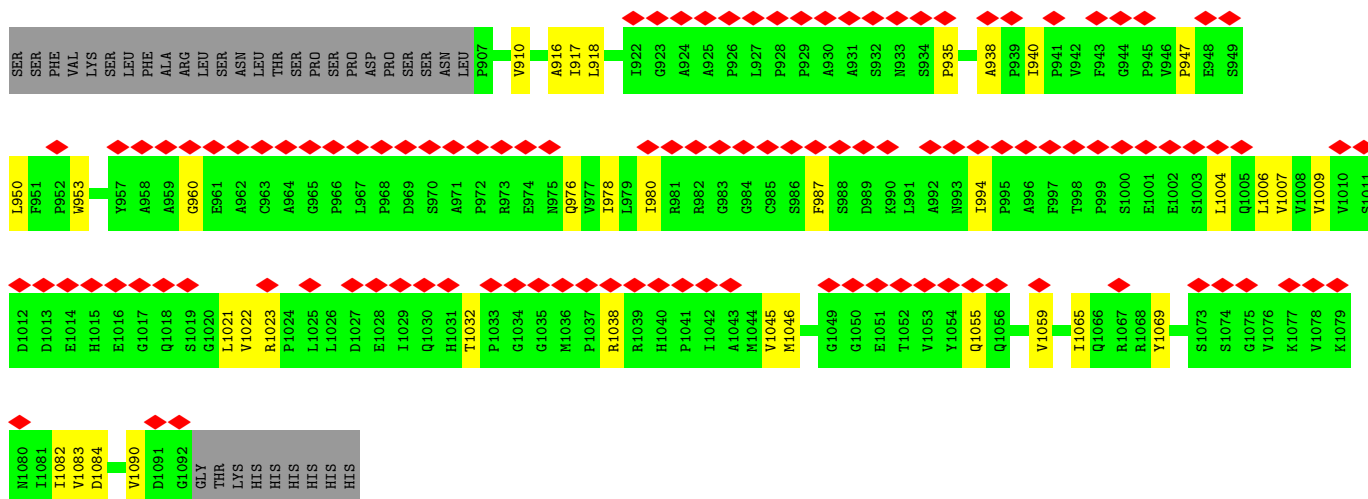 SER SER PHE VAL LYS SER LEU PHE ALA ARG LEU SER ASN LEU THR SER PRO SER PRO ASP PRO SER SER ASN LEU P907 V910 A916 I917 L918 I922 G923 A924 A925 P926 L927 P928 P929 A930 A931 S932 N933 S934 P935 A938 P939 I940 P941 V942 F943 G944 P945 V946 P947 E948 S949
L950 F951 P952 W953 Y957 A958 A959 G960 E961 A962 C963 A964 G965 P966 L967 P968 D969 S970 A971 P972 R973 E974 N975 Q976 V977 I978 L979 I980 R981 R982 G983 G984 C985 S986 F987 S988 D989 K990 L991 A992 N993 I994 P995 A996 F997 T998 P999 S1000 E1001 E1002 S1003 L1004 Q1005 L1006 V1007 V1008 V1009 V1010 S1011
D1012 D1013 E1014 H1015 E1016 G1017 Q1018 S1019 G1020 L1021 V1022 R1023 P1024 L1025 L1026 D1027 E1028 I1029 Q1030 H1031 T1032 P1033 G1034 G1035 M1036 P1037 R1038 R1039 H1040 P1041 I1042 A1043 M1044 V1045 M1046 G1049 G1050 E1051 T1052 V1053 Y1054 Q1055 Q1056 V1059 I1065 Q1066 R1067 R1068 Y1069 S1073 S1074 G1075 V1076 K1077 V1078 K1079
N1080 I1081 I1082 V1083 D1084 V1090 D1091 G1092 GLY THR LYS HIS HIS HIS HIS HIS HIS